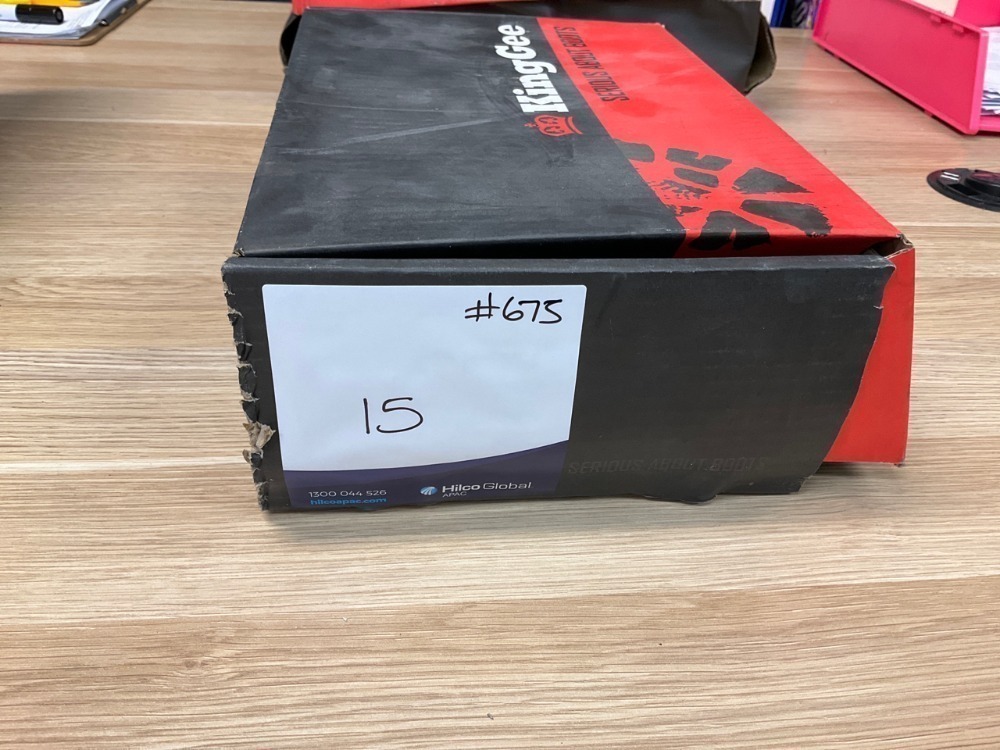 KingGee
SERIOUS ABOUT BOOTS
#675
15
SERIOUS ABOUT BOOTS
1300 044 526
hilcoapac.com
Hilco Global
APAC